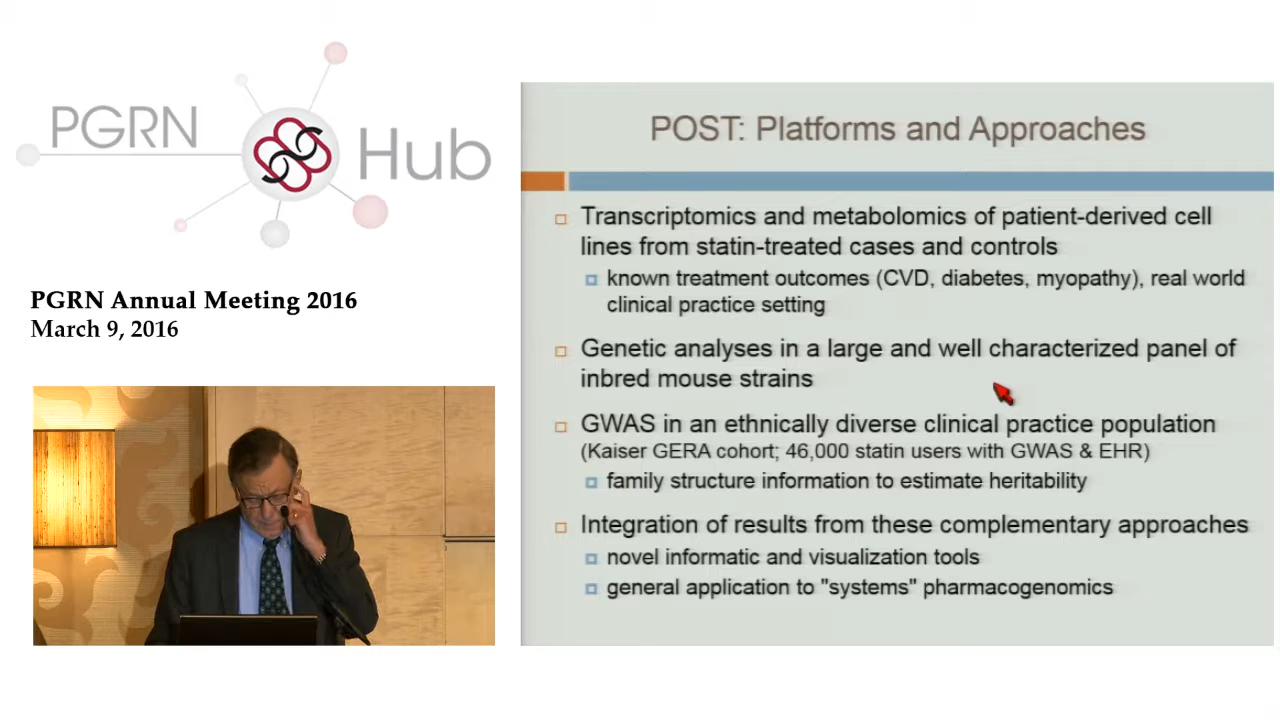 PGRN
Hub
PGRN Annual Meeting 2016
March 9, 2016
POST: Platforms and Approaches
Transcriptomics and metabolomics of patient-derived cell
lines from statin-treated cases and controls
known treatment outcomes (CVD, diabetes, myopathy), real world
clinical practice setting
Genetic analyses in a large and well characterized panel of
inbred mouse strains
GWAS in an ethnically diverse clinical practice population
(Kaiser GERA cohort; 46,000 statin users with GWAS & EHR)
family structure information to estimate heritability
Integration of results from these complementary approaches
novel informatic and visualization tools
general application to "systems" pharmacogenomics